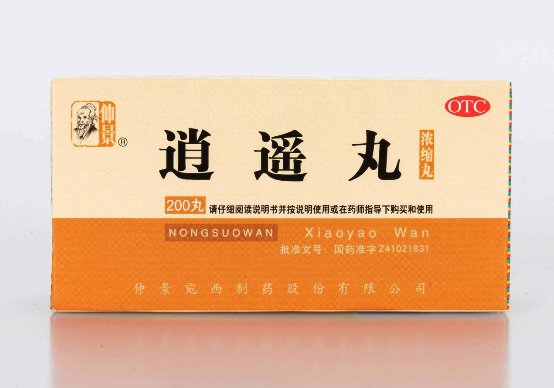 仲景
®
OTC
逍遥丸
浓缩丸
200丸 请仔细阅读说明书并按说明使用或在药师指导下购买和使用
NONGSUOWAN
Xiaoyao Wan
批准文号：国药准字Z41021831
仲景宛西制药股份有限公司